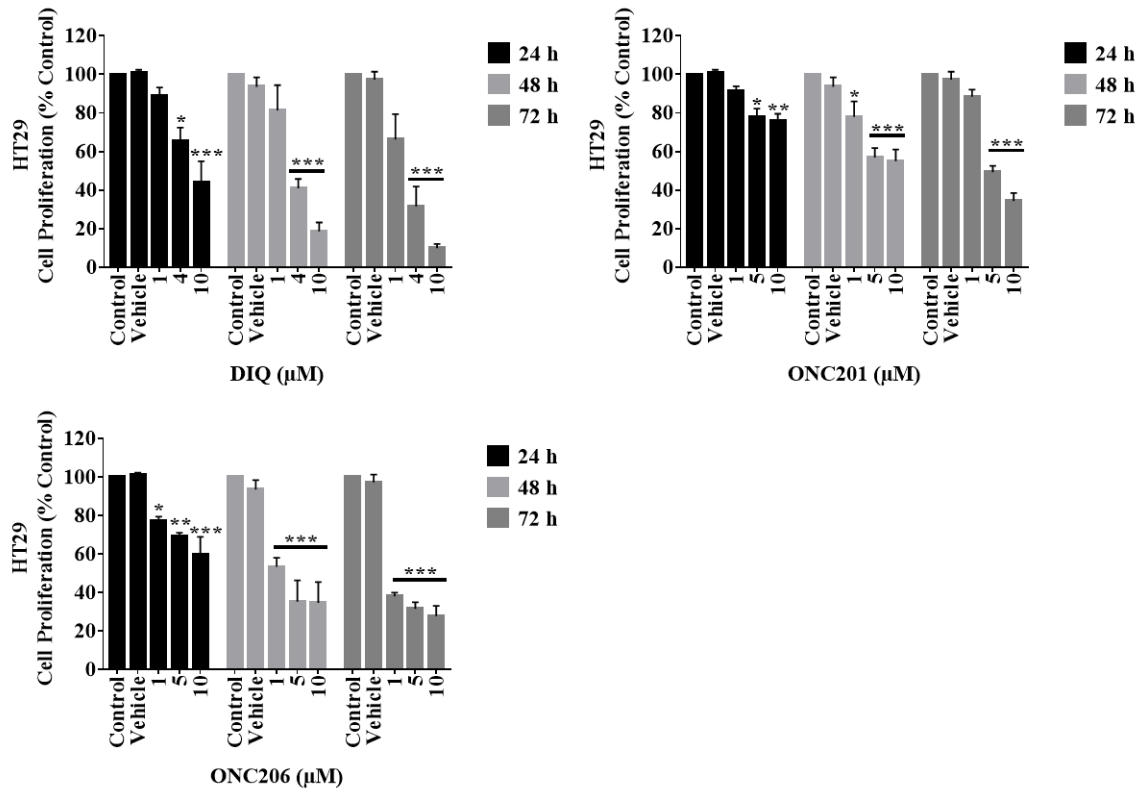 HT29
Cell Proliferation (% Control)
120
100
80
60
40
20
0
*
***
***
***
Control
Vehicle
1
4
10
Control
Vehicle
1
4
10
Control
Vehicle
1
4
10
DIQ (µM)
24 h
48 h
72 h
HT29
Cell Proliferation (% Control)
120
100
80
60
40
20
0
*
**
*
***
***
Control
Vehicle
1
5
10
Control
Vehicle
1
5
10
Control
Vehicle
1
5
10
ONC201 (µM)
24 h
48 h
72 h
HT29
Cell Proliferation (% Control)
120
100
80
60
40
20
0
*
**
***
***
***
Control
Vehicle
1
5
10
Control
Vehicle
1
5
10
Control
Vehicle
1
5
10
ONC206 (µM)
24 h
48 h
72 h